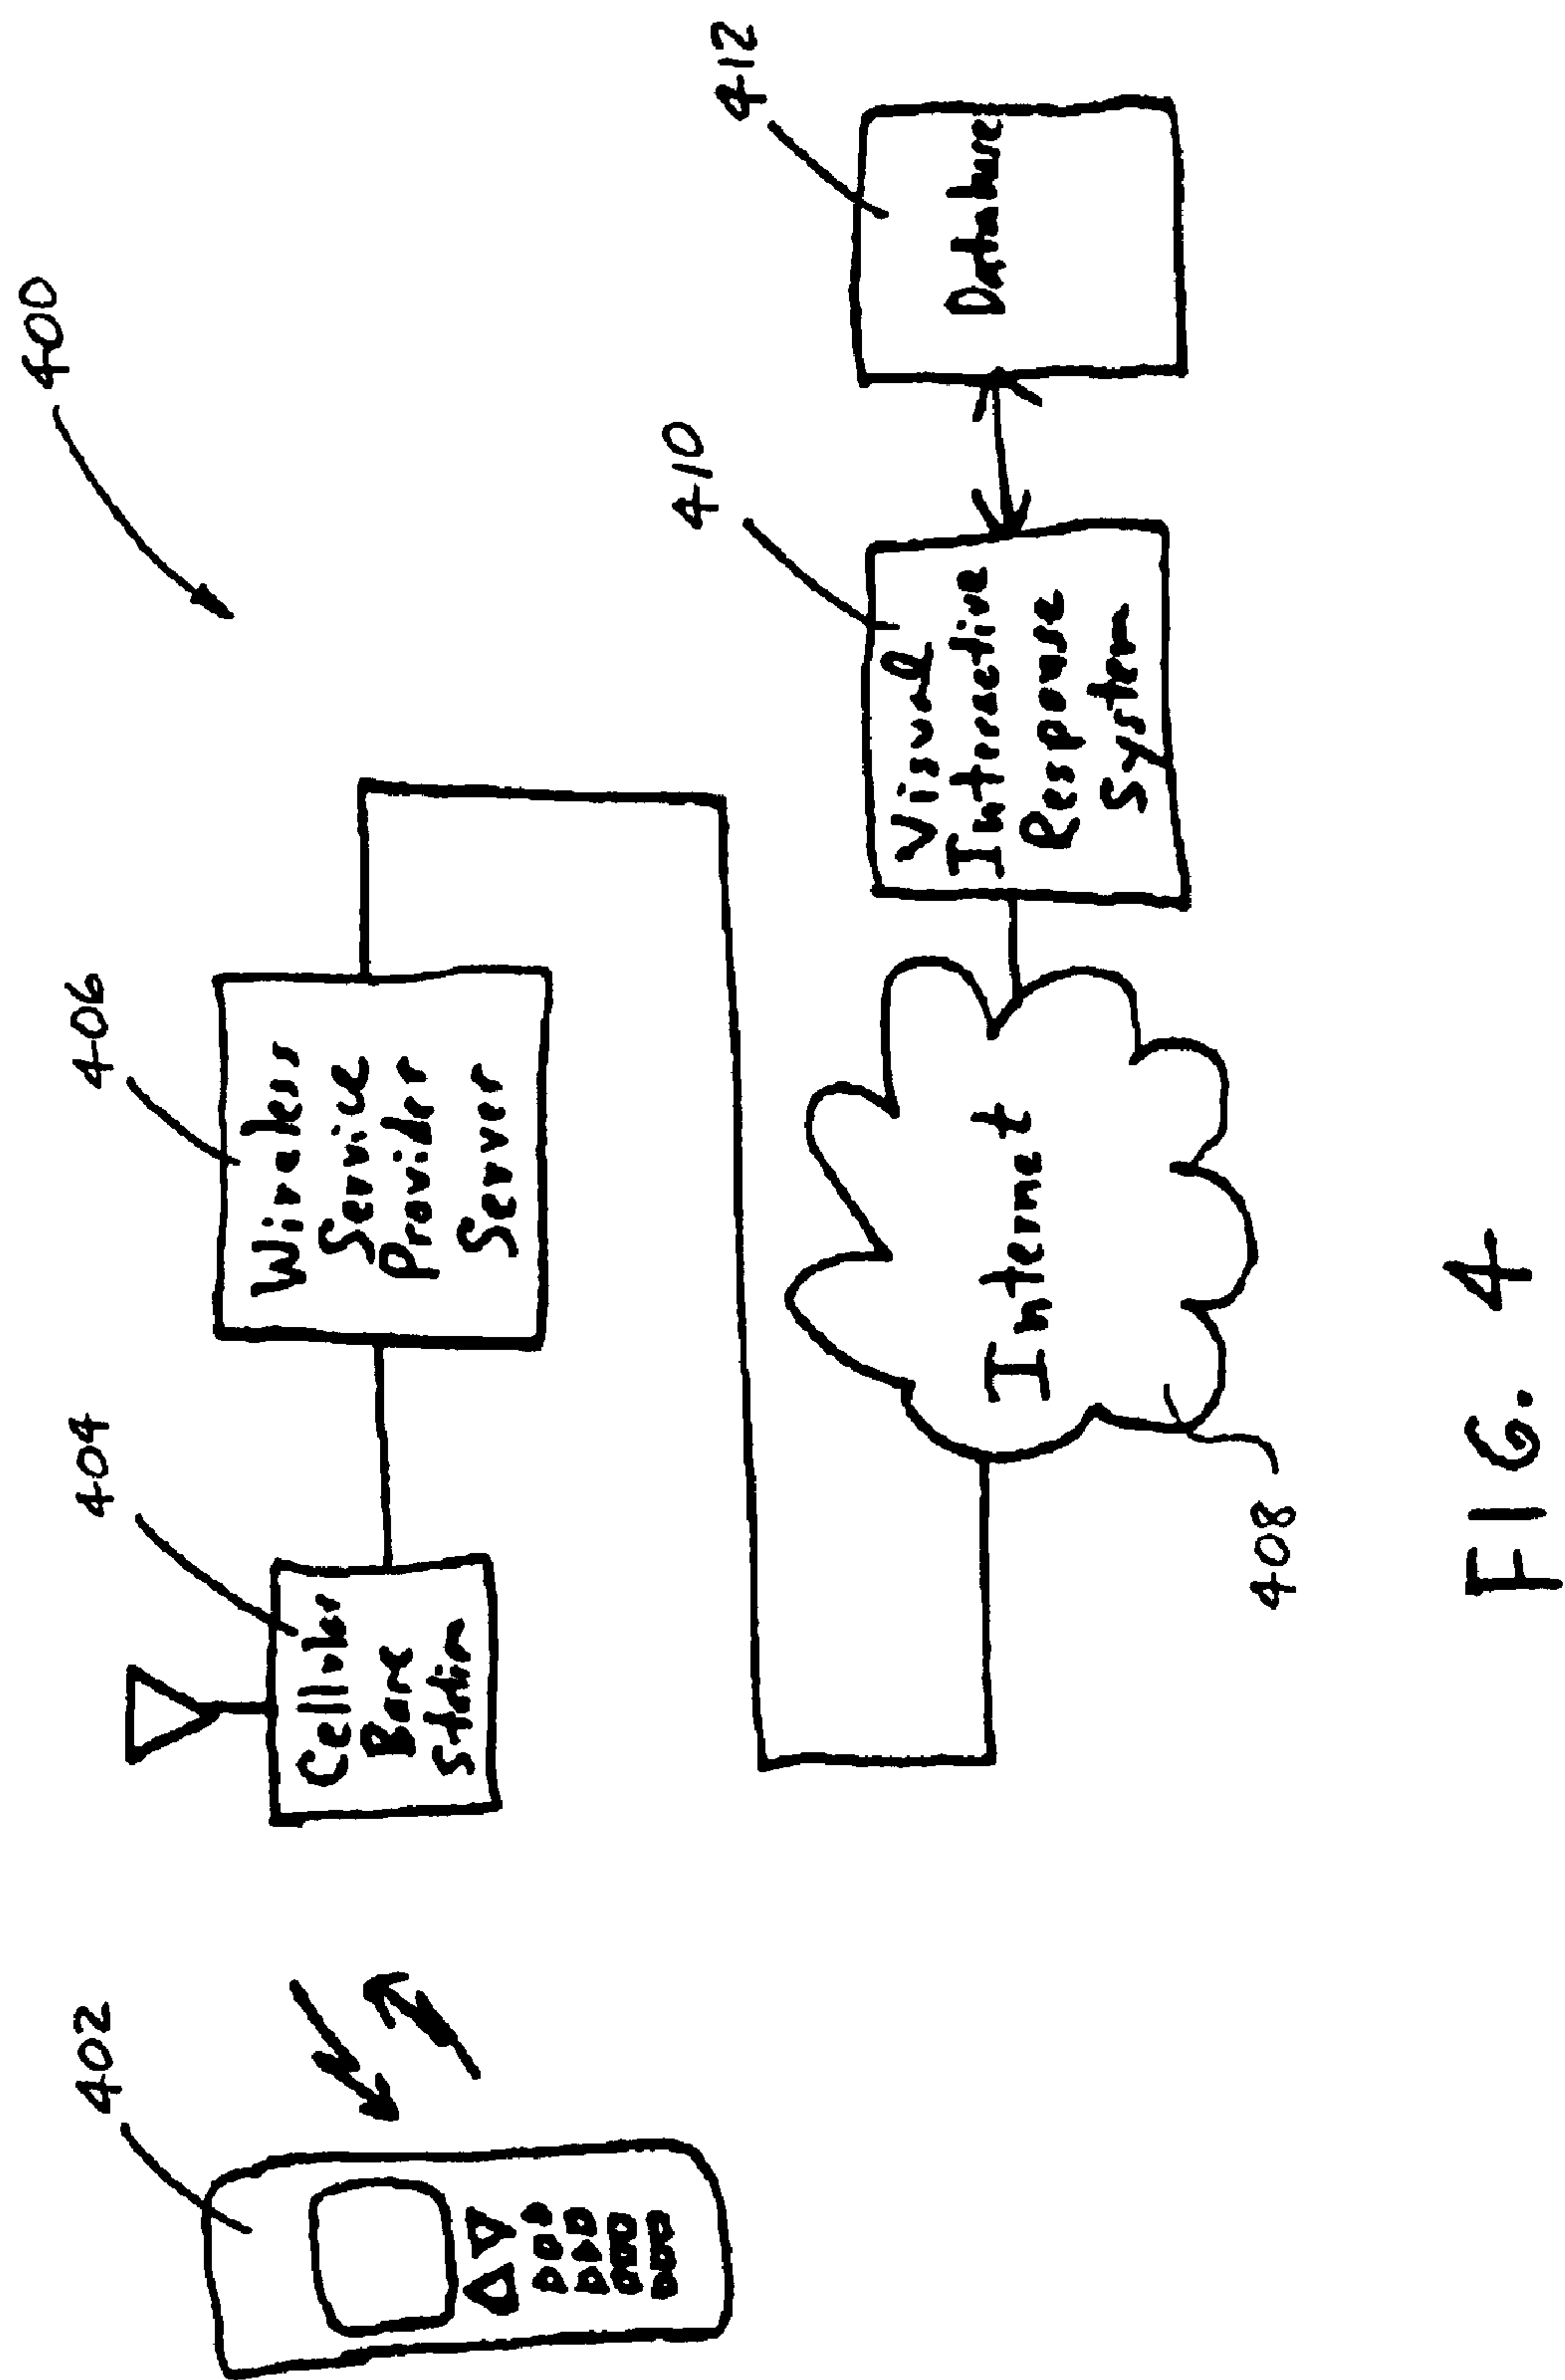 400
402
404
Cellular
Base
Station
406
Wireless
Service
Provider
Server
408
Internet
410
Visual
Interactive
Response
System
412
Database
FIG. 4